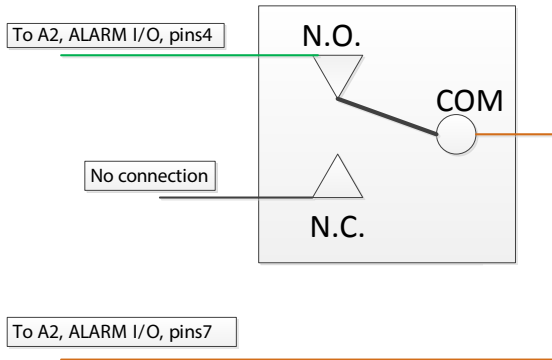 To A2, ALARM I/O, pins4
N.O.
COM
No connection
N.C.
To A2, ALARM I/O, pins7